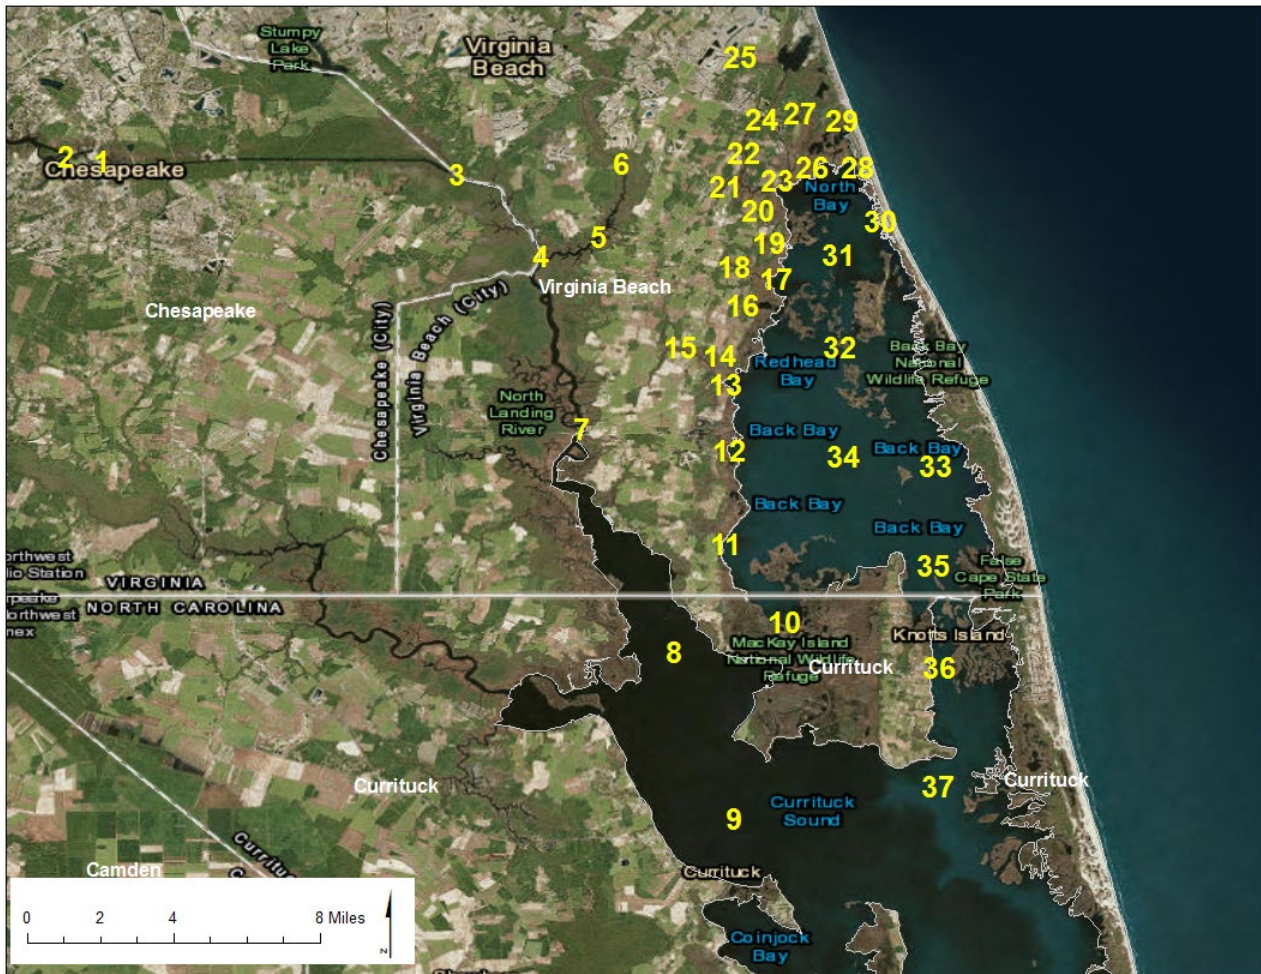 Stumpy
Lake
Park
Virginia
Beach
25
24
27
29
2
1
Chesapeake
3
6
22
26
28
23
21
North
Bay
20
30
5
19
4
31
18
17
Virginia Beach
16
Chesapeake
Chesapeake (City)
Virginia Beach (City)
15
14
32
Back Bay
National
Wildlife Refuge
Redhead
Bay
13
North
Landing
River
7
Back Bay
12
34
Back Bay
33
Back Bay
Back Bay
11
35
False
Cape State
Park
VIRGINIA
NORTH CAROLINA
10
Knotts Island
8
MacKay Island
National Wildlife
Refuge
Currituck
36
Currituck
37
Currituck
9
Currituck
Sound
Currituck
Camden
Coinjock
Bay
0 2 4 8 Miles
N